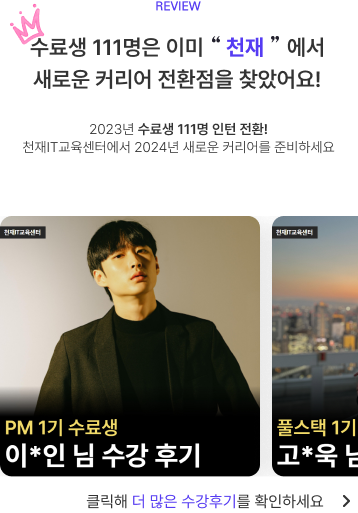 REVIEW
수료생 111명은 이미 “ 천재 ” 에서
새로운 커리어 전환점을 찾았어요!
2023년 수료생 111명 인턴 전환!
천재IT교육센터에서 2024년 새로운 커리어를 준비하세요
천재IT교육센터
PM 1기 수료생
이*인 님 수강 후기
천재IT교육센터
풀스택 1기
고*욱 님
클릭해 더 많은 수강후기를 확인하세요